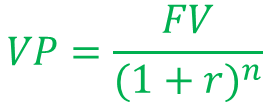 VP = FV / (1 + r)^n